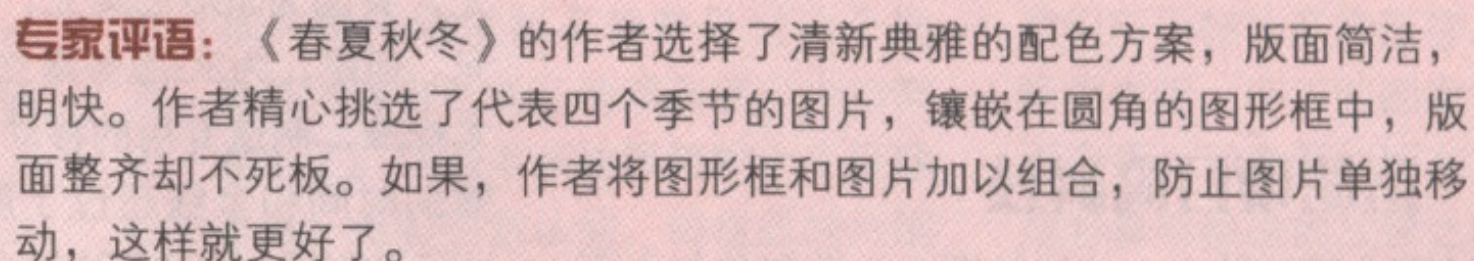 专家评语：《春夏秋冬》的作者选择了清新典雅的配色方案，版面简洁，
明快。作者精心挑选了代表四个季节的图片，镶嵌在圆角的图形框中，版
面整齐却不死板。如果，作者将图形框和图片加以组合，防止图片单独移
动，这样就更好了。